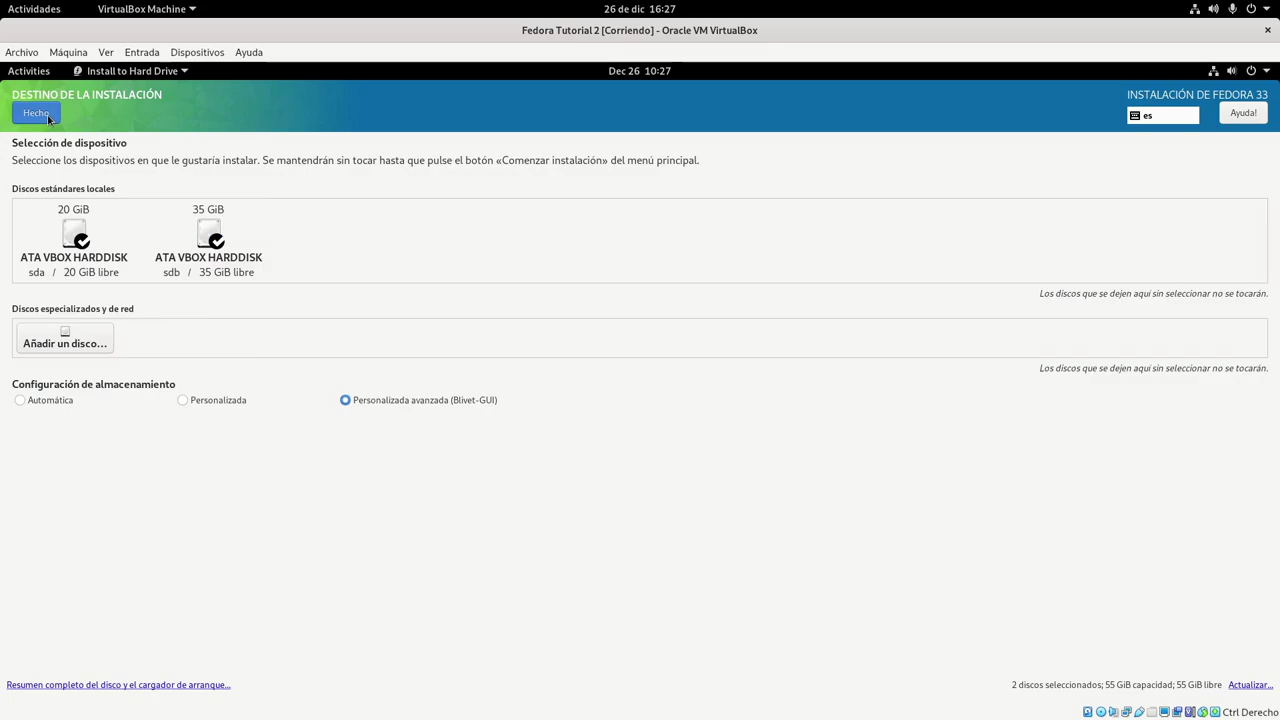 Actividades VirtualBox Machine 26 de dic 16:27
Fedora Tutorial 2 [Corriendo] - Oracle VM VirtualBox ×
Archivo Máquina Ver Entrada Dispositivos Ayuda
Activities Install to Hard Drive Dec 26 10:27
DESTINO DE LA INSTALACIÓN INSTALACIÓN DE FEDORA 33
Hecho es Ayuda!
Selección de dispositivo
Seleccione los dispositivos en que le gustaría instalar. Se mantendrán sin tocar hasta que pulse el botón «Comenzar instalación» del menú principal.
Discos estándares locales
20 GiB 35 GiB
ATA VBOX HARDDISK ATA VBOX HARDDISK
sda / 20 GiB libre sdb / 35 GiB libre
Los discos que se dejen aquí sin seleccionar no se tocarán.
Discos especializados y de red
Añadir un disco...
Los discos que se dejen aquí sin seleccionar no se tocarán.
Configuración de almacenamiento
Automática Personalizada Personalizada avanzada (Blivet-GUI)
Resumen completo del disco y el cargador de arranque... 2 discos seleccionados; 55 GiB capacidad; 55 GiB libre Actualizar...
Ctrl Derecho